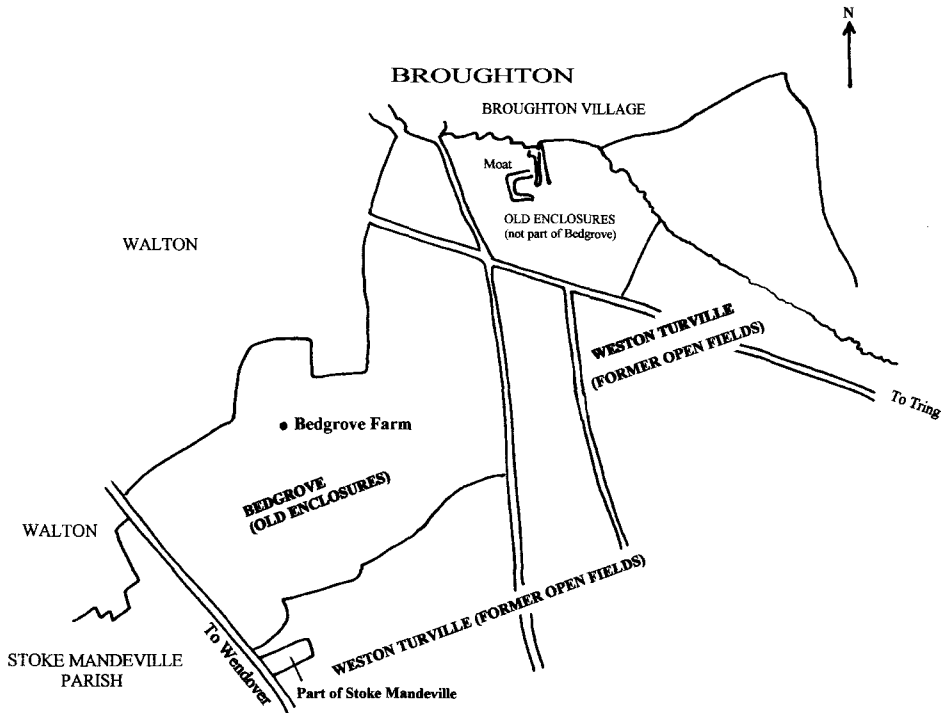 N
BROUGHTON
BROUGHTON VILLAGE
Moat
OLD ENCLOSURES
(not part of Bedgrove)
WALTON
WESTON TURVILLE
(FORMER OPEN FIELDS)
To Tring
Bedgrove Farm
BEDGROVE
(OLD ENCLOSURES)
WALTON
WESTON TURVILLE (FORMER OPEN FIELDS)
To Wendover
STOKE MANDEVILLE
PARISH
Part of Stoke Mandeville